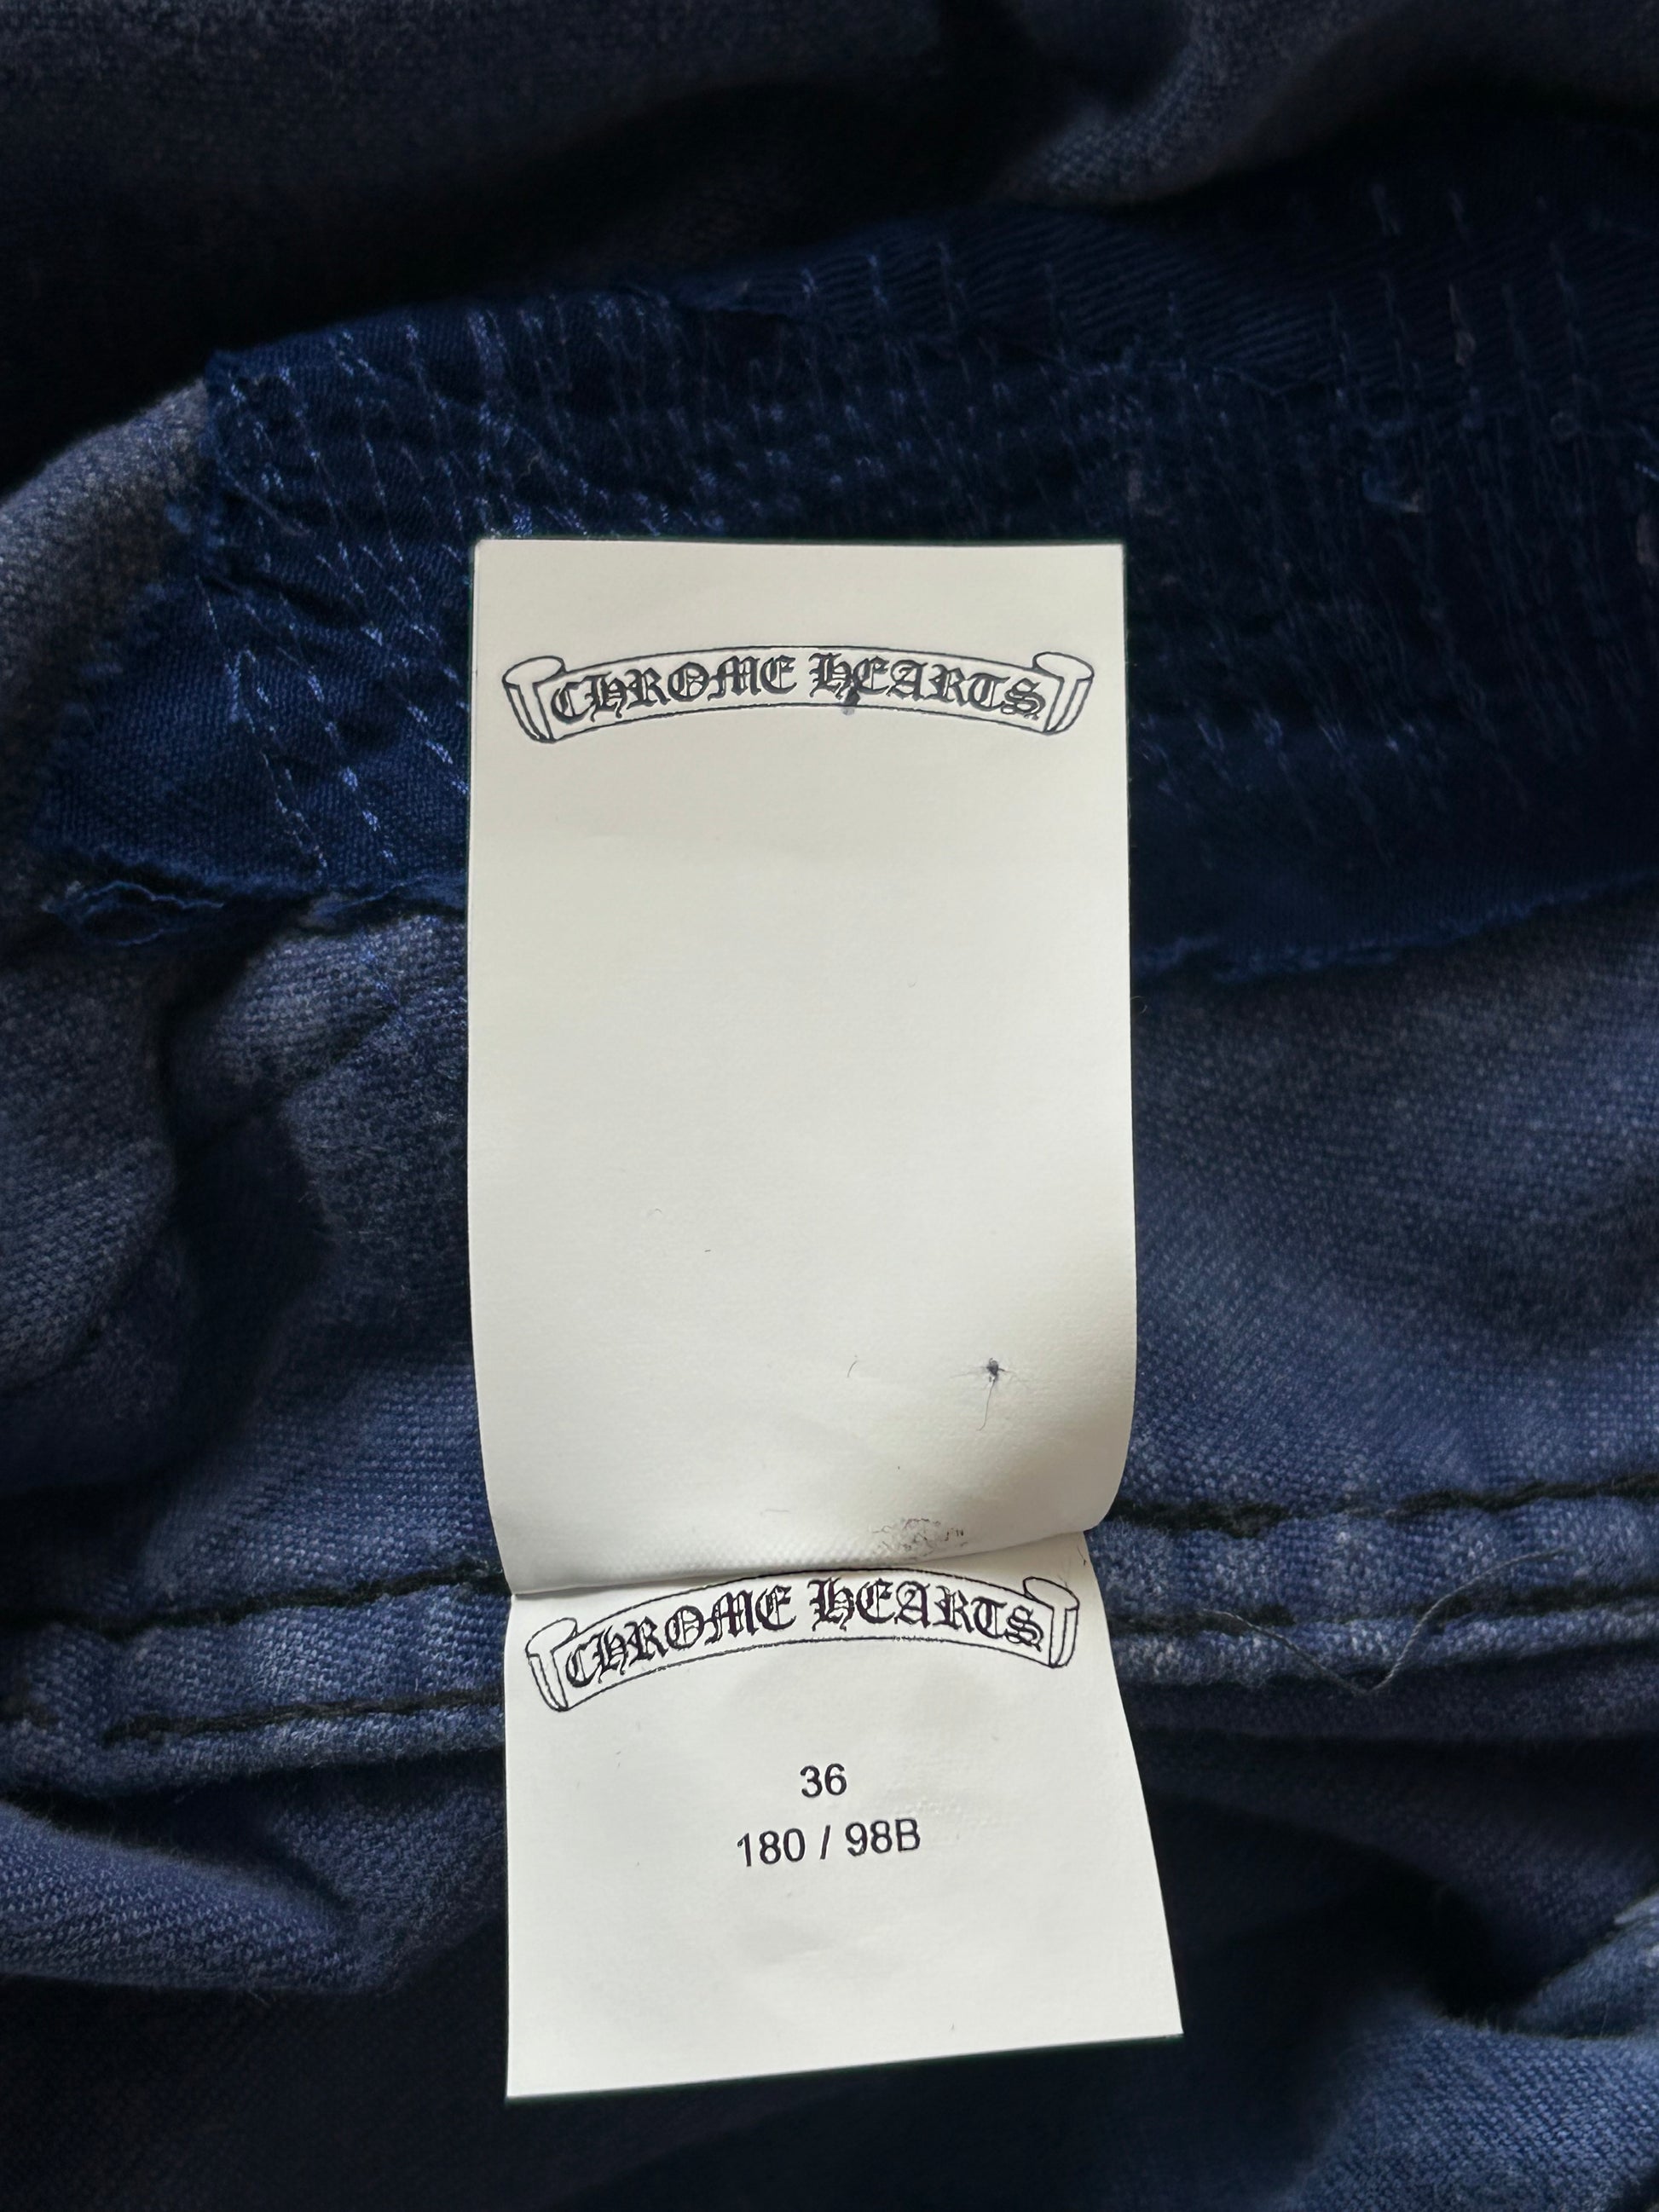 CHROME HEARTS
CHROME HEARTS
36
180 / 98B